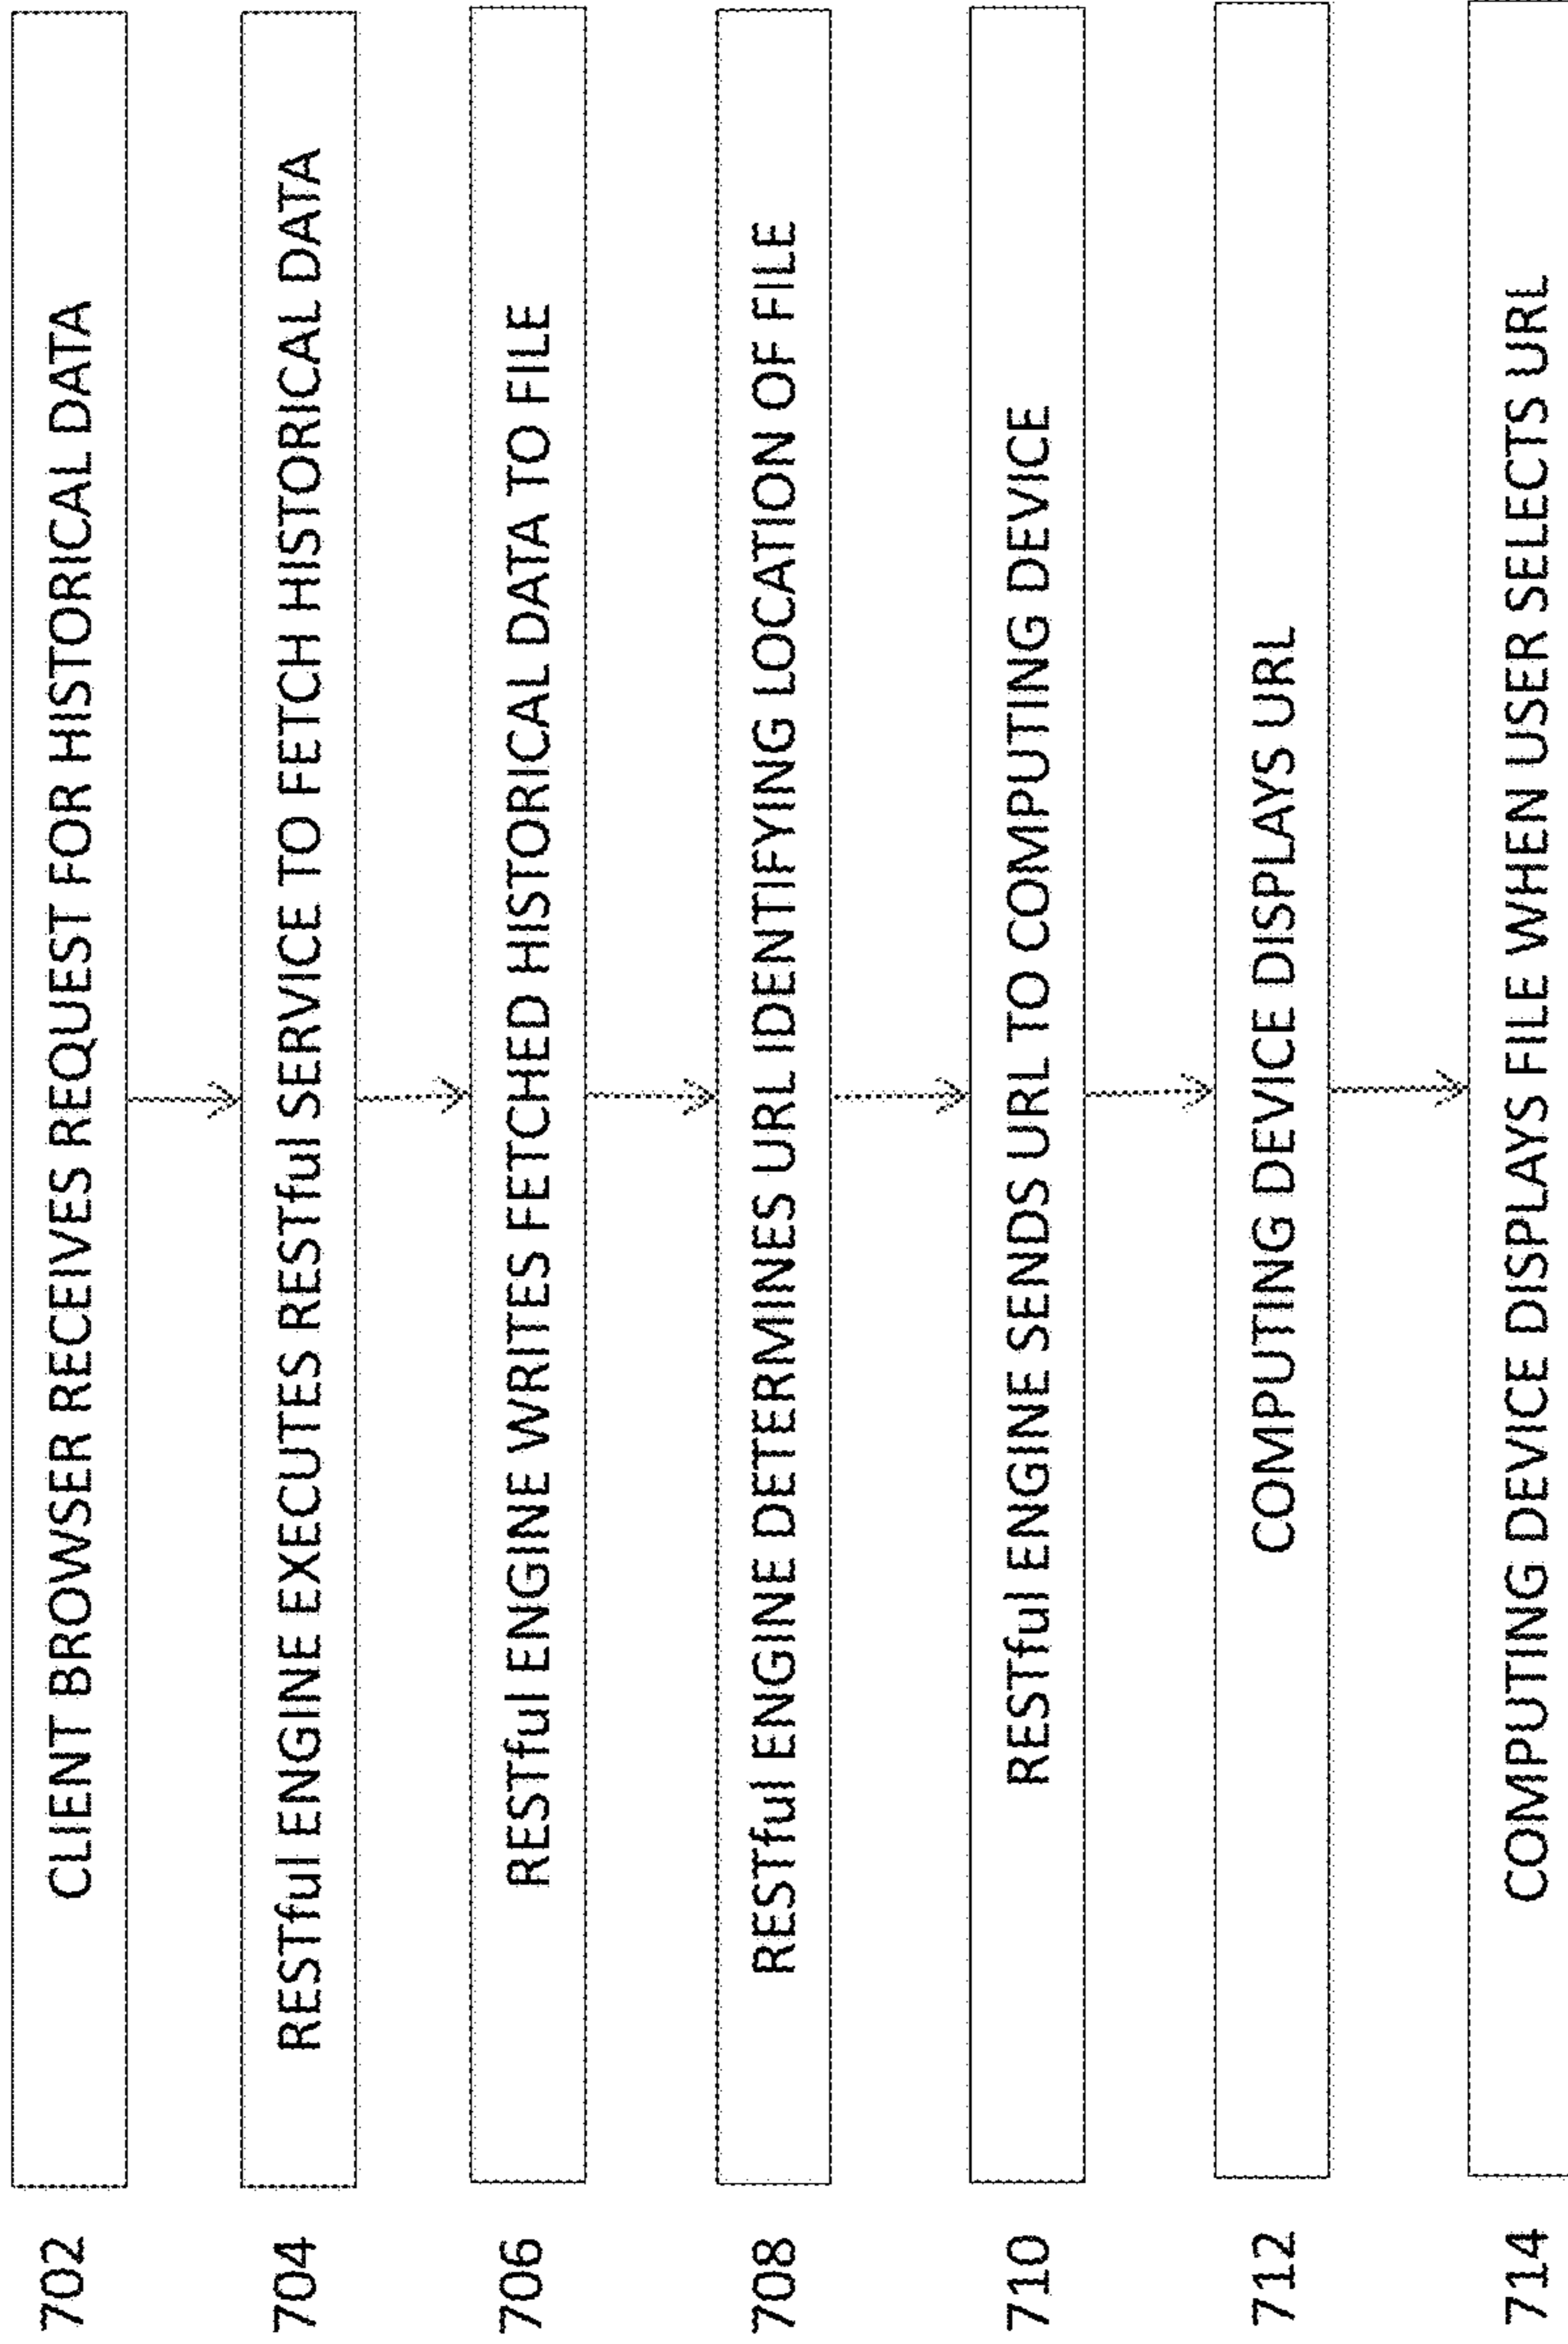 702 CLIENT BROWSER RECEIVES REQUEST FOR HISTORICAL DATA
704 RESTful ENGINE EXECUTES RESTful SERVICE TO FETCH HISTORICAL DATA
706 RESTful ENGINE WRITES FETCHED HISTORICAL DATA TO FILE
708 RESTful ENGINE DETERMINES URL IDENTIFYING LOCATION OF FILE
710 RESTful ENGINE SENDS URL TO COMPUTING DEVICE
712 COMPUTING DEVICE DISPLAYS URL
714 COMPUTING DEVICE DISPLAYS FILE WHEN USER SELECTS URL